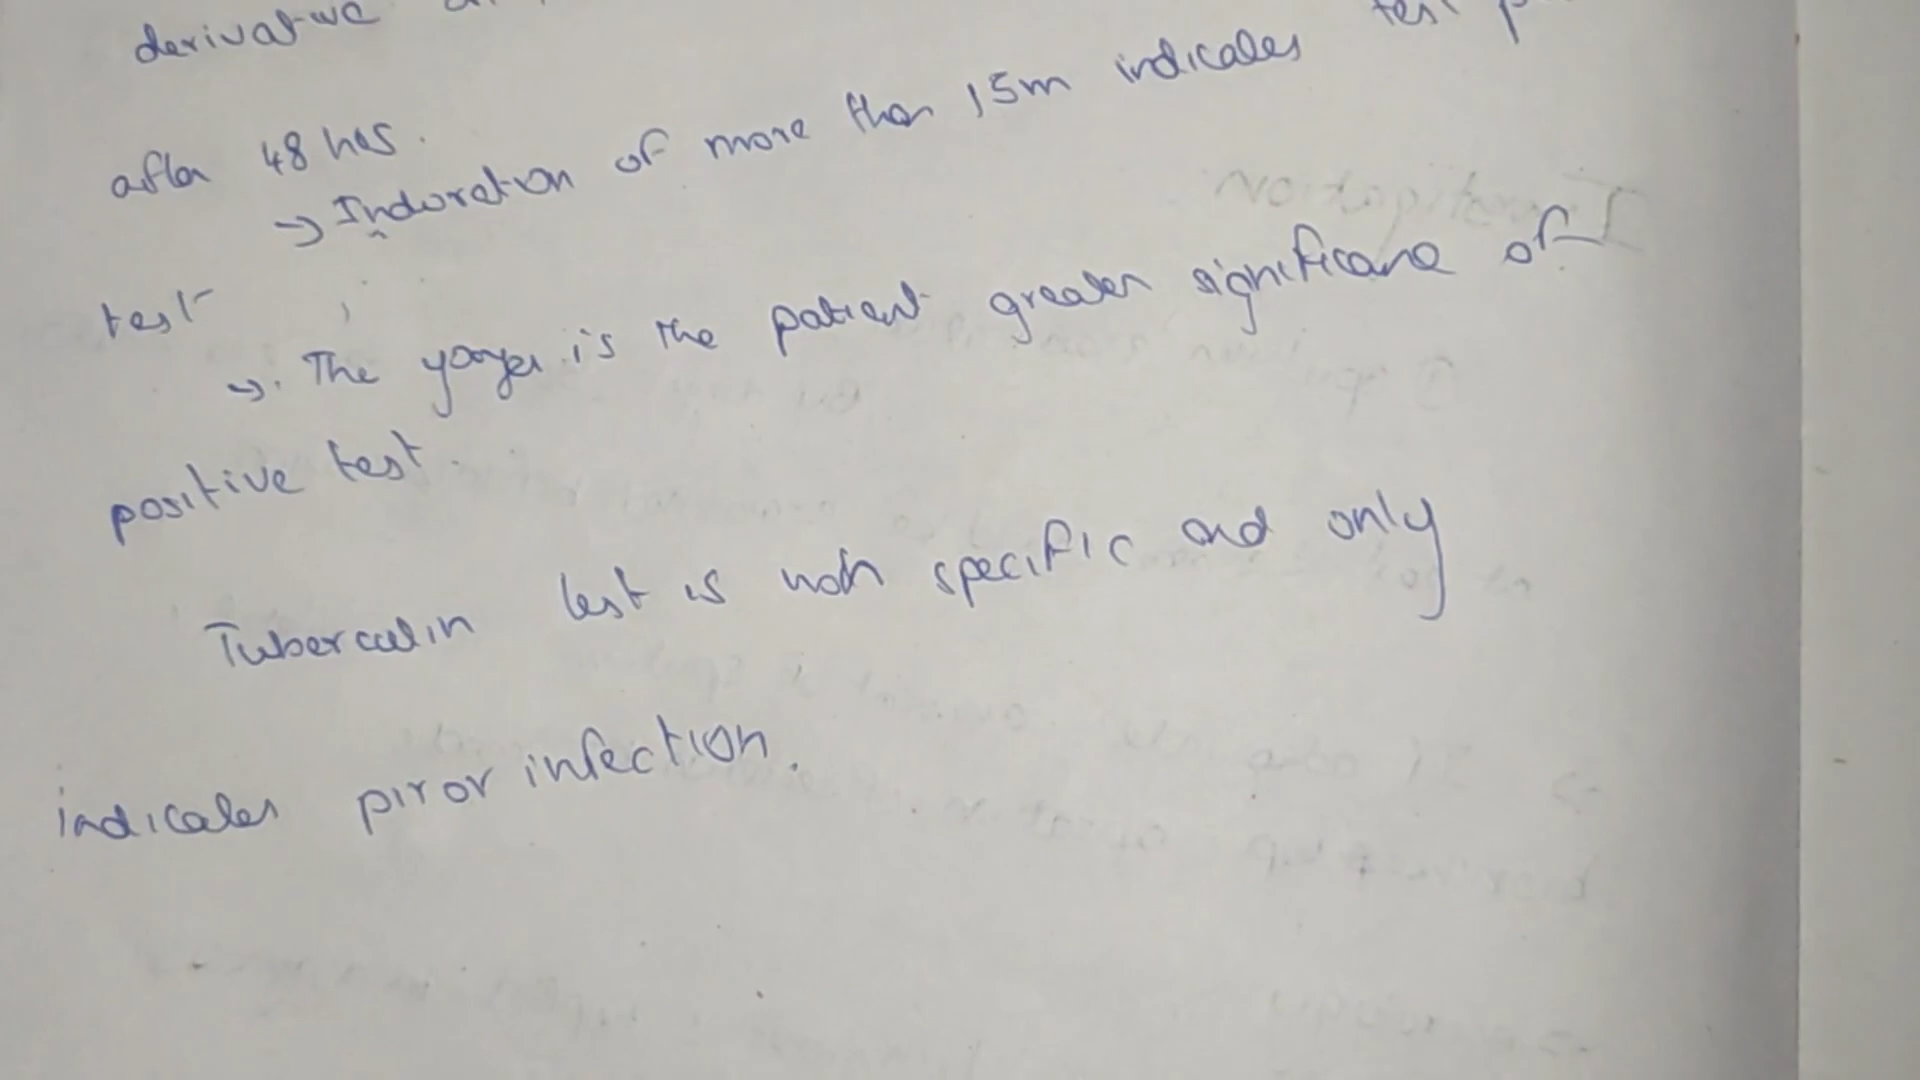 derivative
after 48 hrs.
→ Induration of more than 15m indicates test
test
→. The younger is the patient greater significance of
positive test.
Tuberculin test is not specific and only
indicates piror infection.